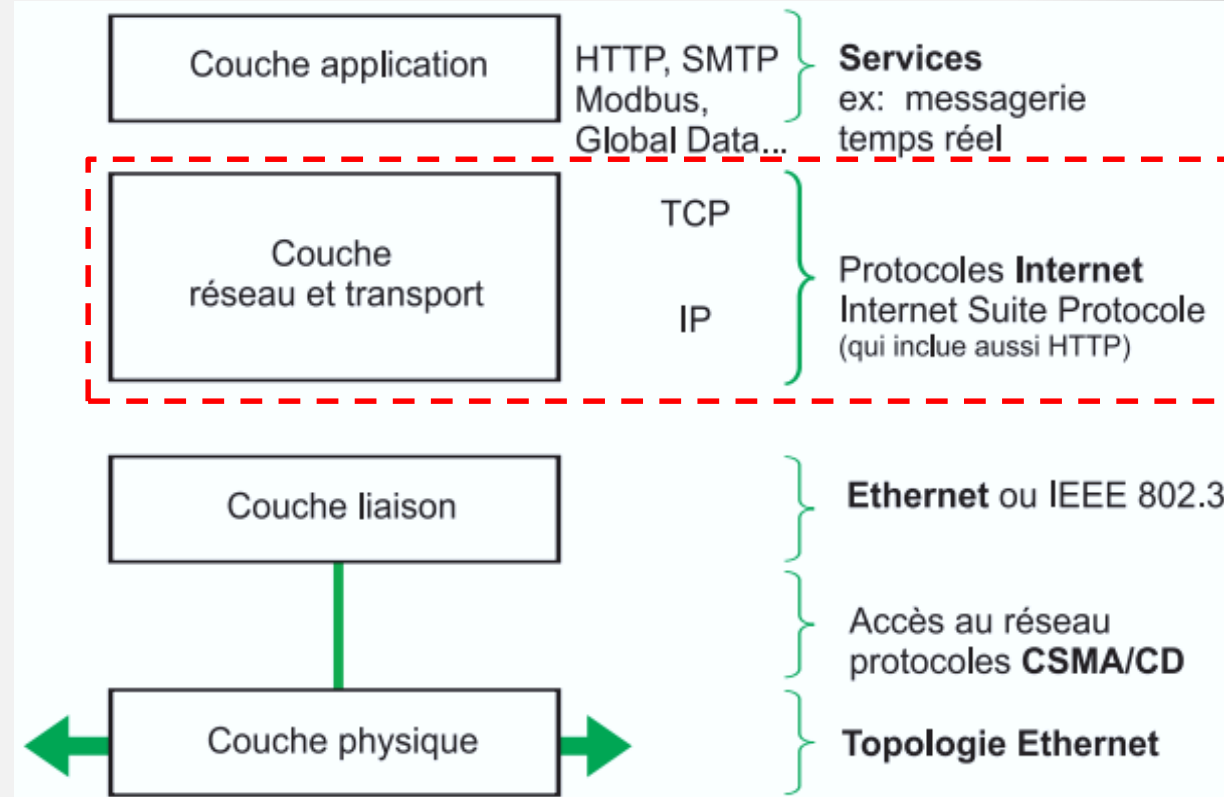 Couche application
HTTP, SMTP
Modbus,
Global Data...
Services
ex: messagerie
temps réel
Couche
réseau et transport
TCP
IP
Protocoles Internet
Internet Suite Protocole
(qui inclue aussi HTTP)
Couche liaison
Ethernet ou IEEE 802.3
Accès au réseau
protocoles CSMA/CD
Couche physique
Topologie Ethernet